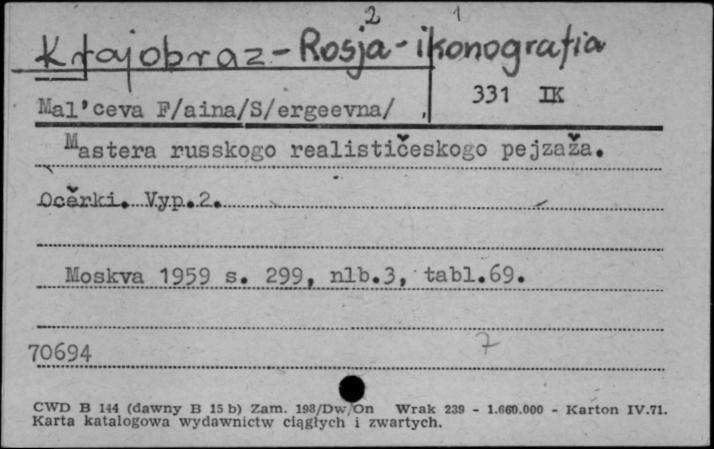 2 1
Krajobraz - Rosja - ikonografia
331 IK
Mal'ceva F/aina/S/ergeevna/
Mastera russkogo realističeskogo pejzaža.
Očerki. Vyp.2.
Moskva 1959 s. 299, nlb.3, tabl.69.
70694 7
CWD B 144 (dawny B 15 b) Zam. 198/Dw/On Wrak 239 - 1.660.000 - Karton IV.71.
Karta katalogowa wydawnictw ciągłych i zwartych.